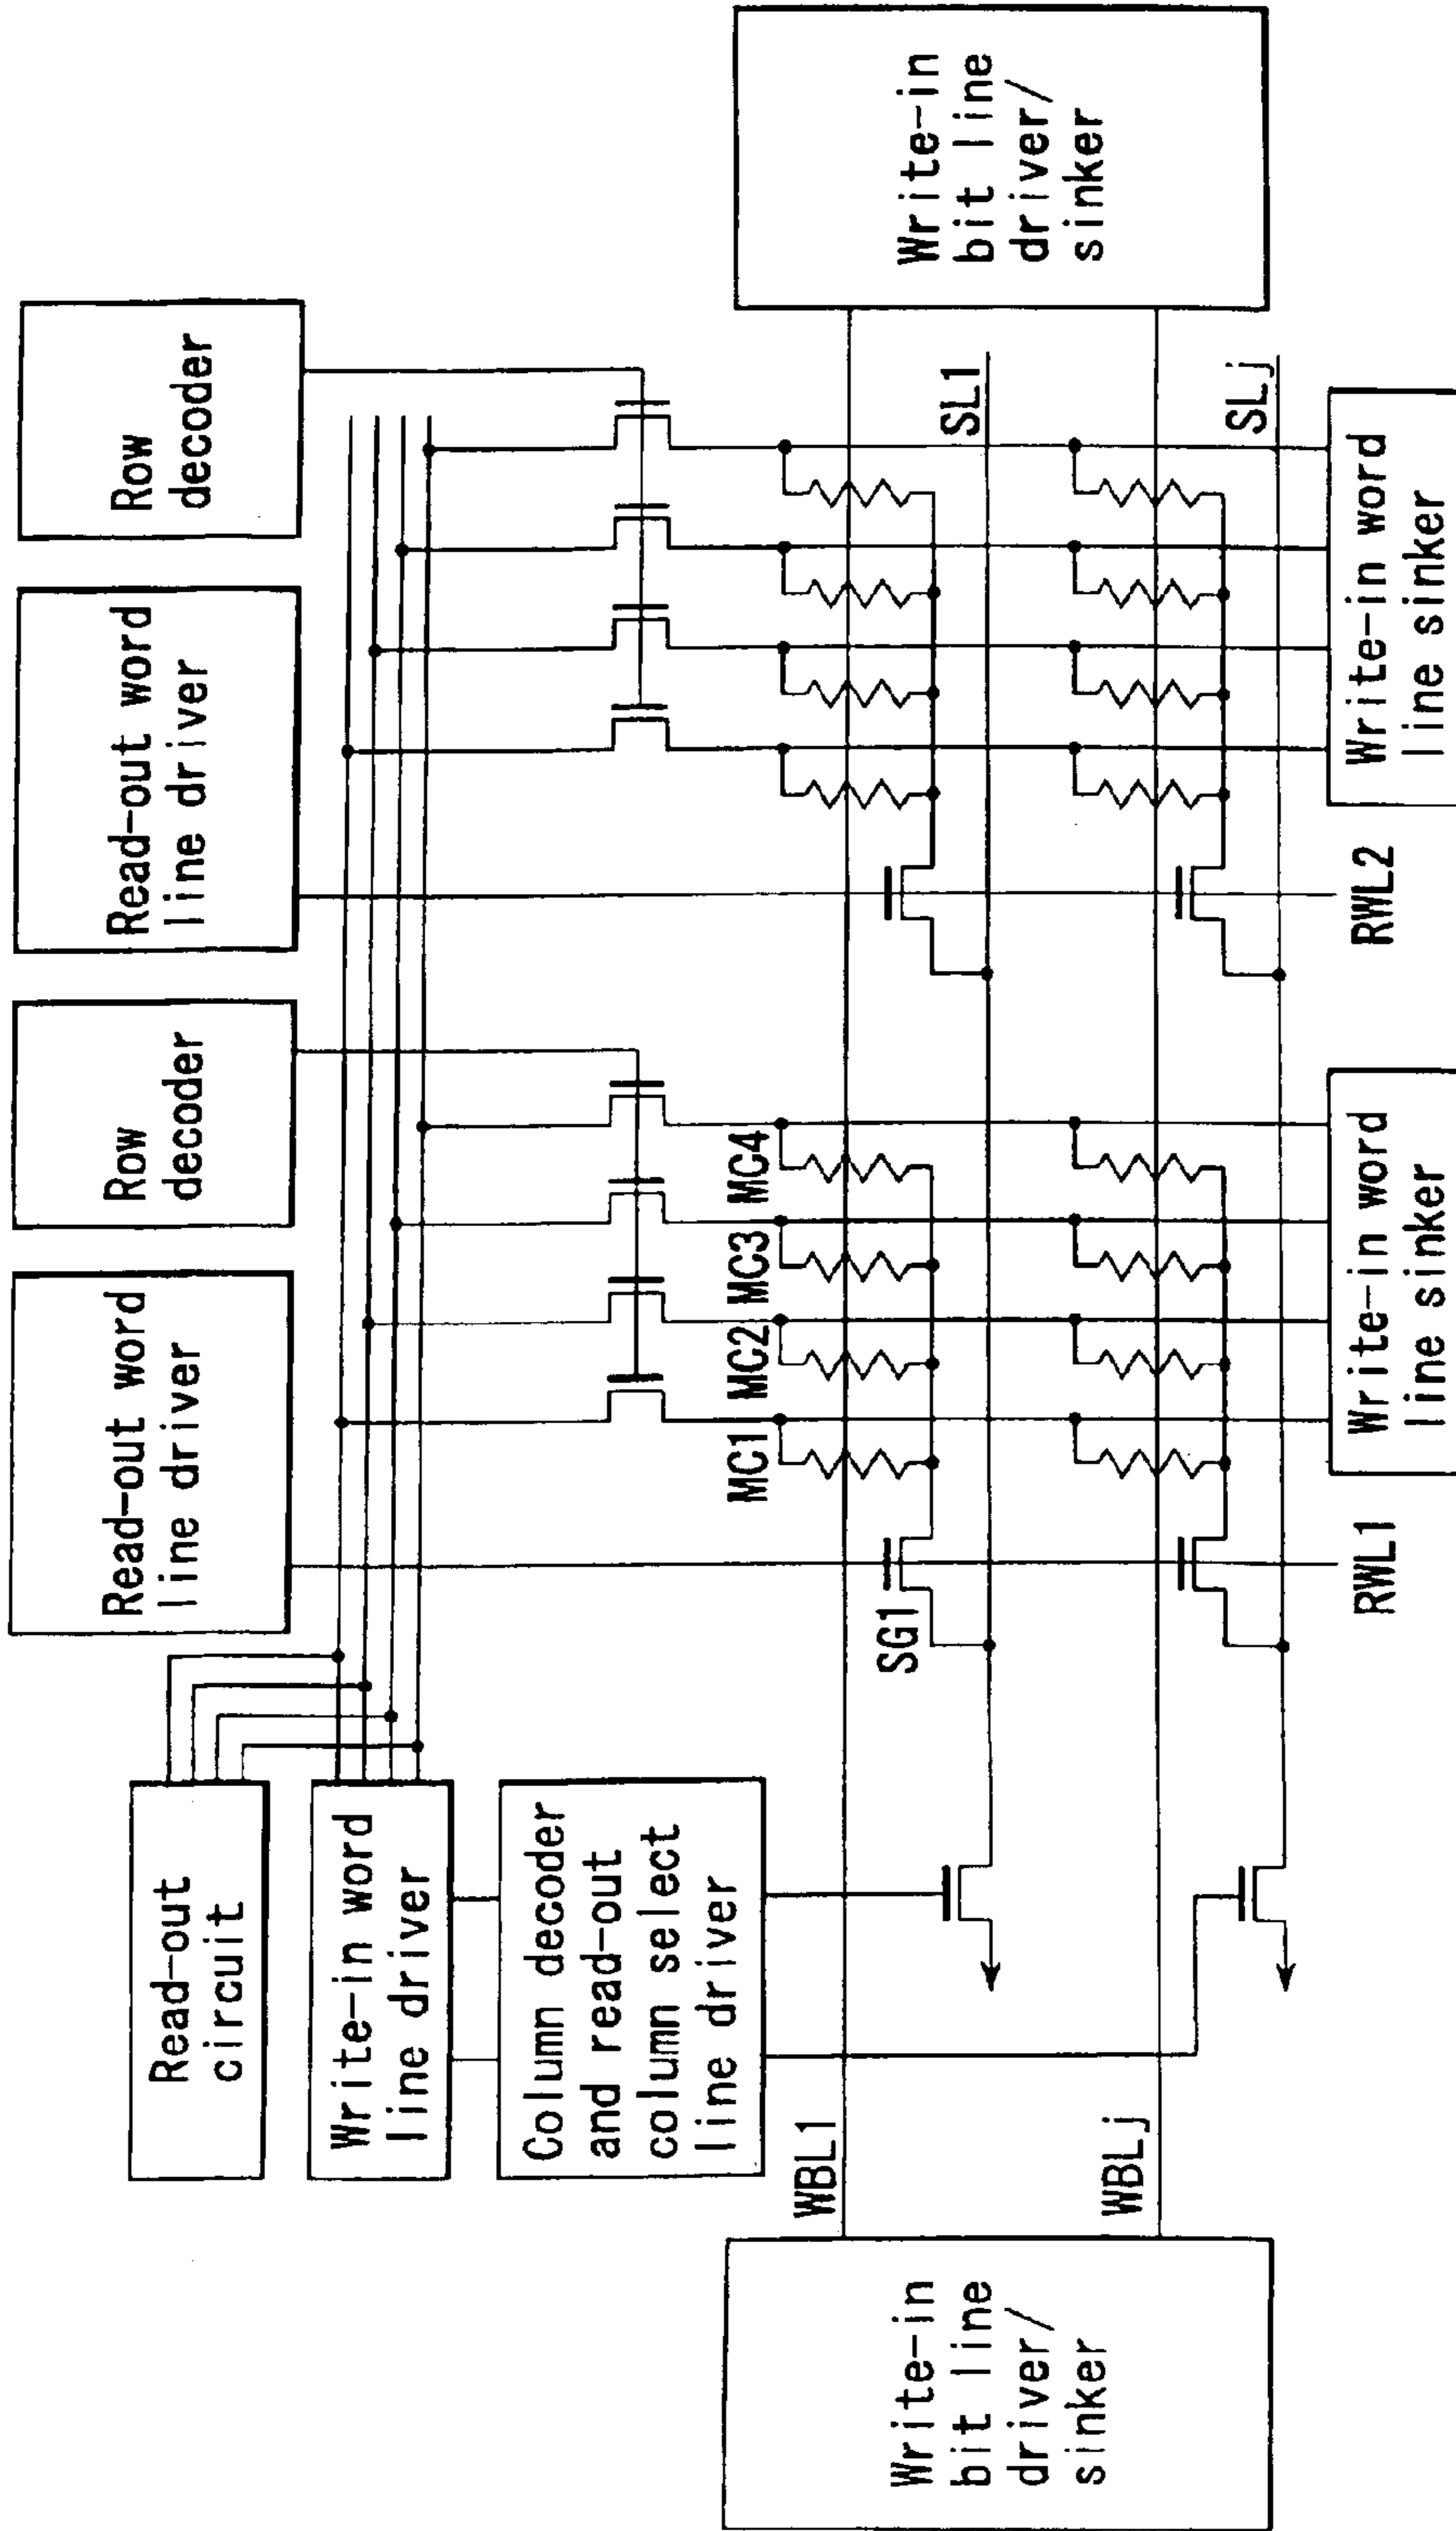 Read-out
circuit
Write-in word
line driver
Column decoder
and read-out
column select
line driver
Read-out word
line driver
Row
decoder
Read-out word
line driver
Row
decoder
Write-in
bit line
driver/
sinker
WBL1
WBLj
SG1
MC1
MC2
MC3
MC4
SL1
SLj
Write-in
bit line
driver/
sinker
RWL1
Write-in word
line sinker
RWL2
Write-in word
line sinker